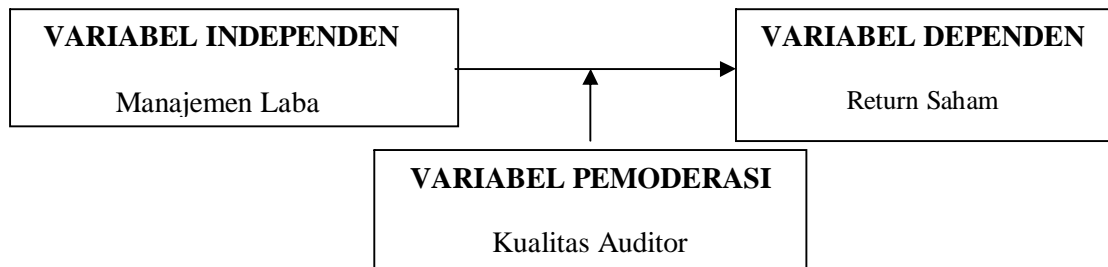 VARIABEL INDEPENDEN
Manajemen Laba
VARIABEL DEPENDEN
Return Saham
VARIABEL PEMODERASI
Kualitas Auditor